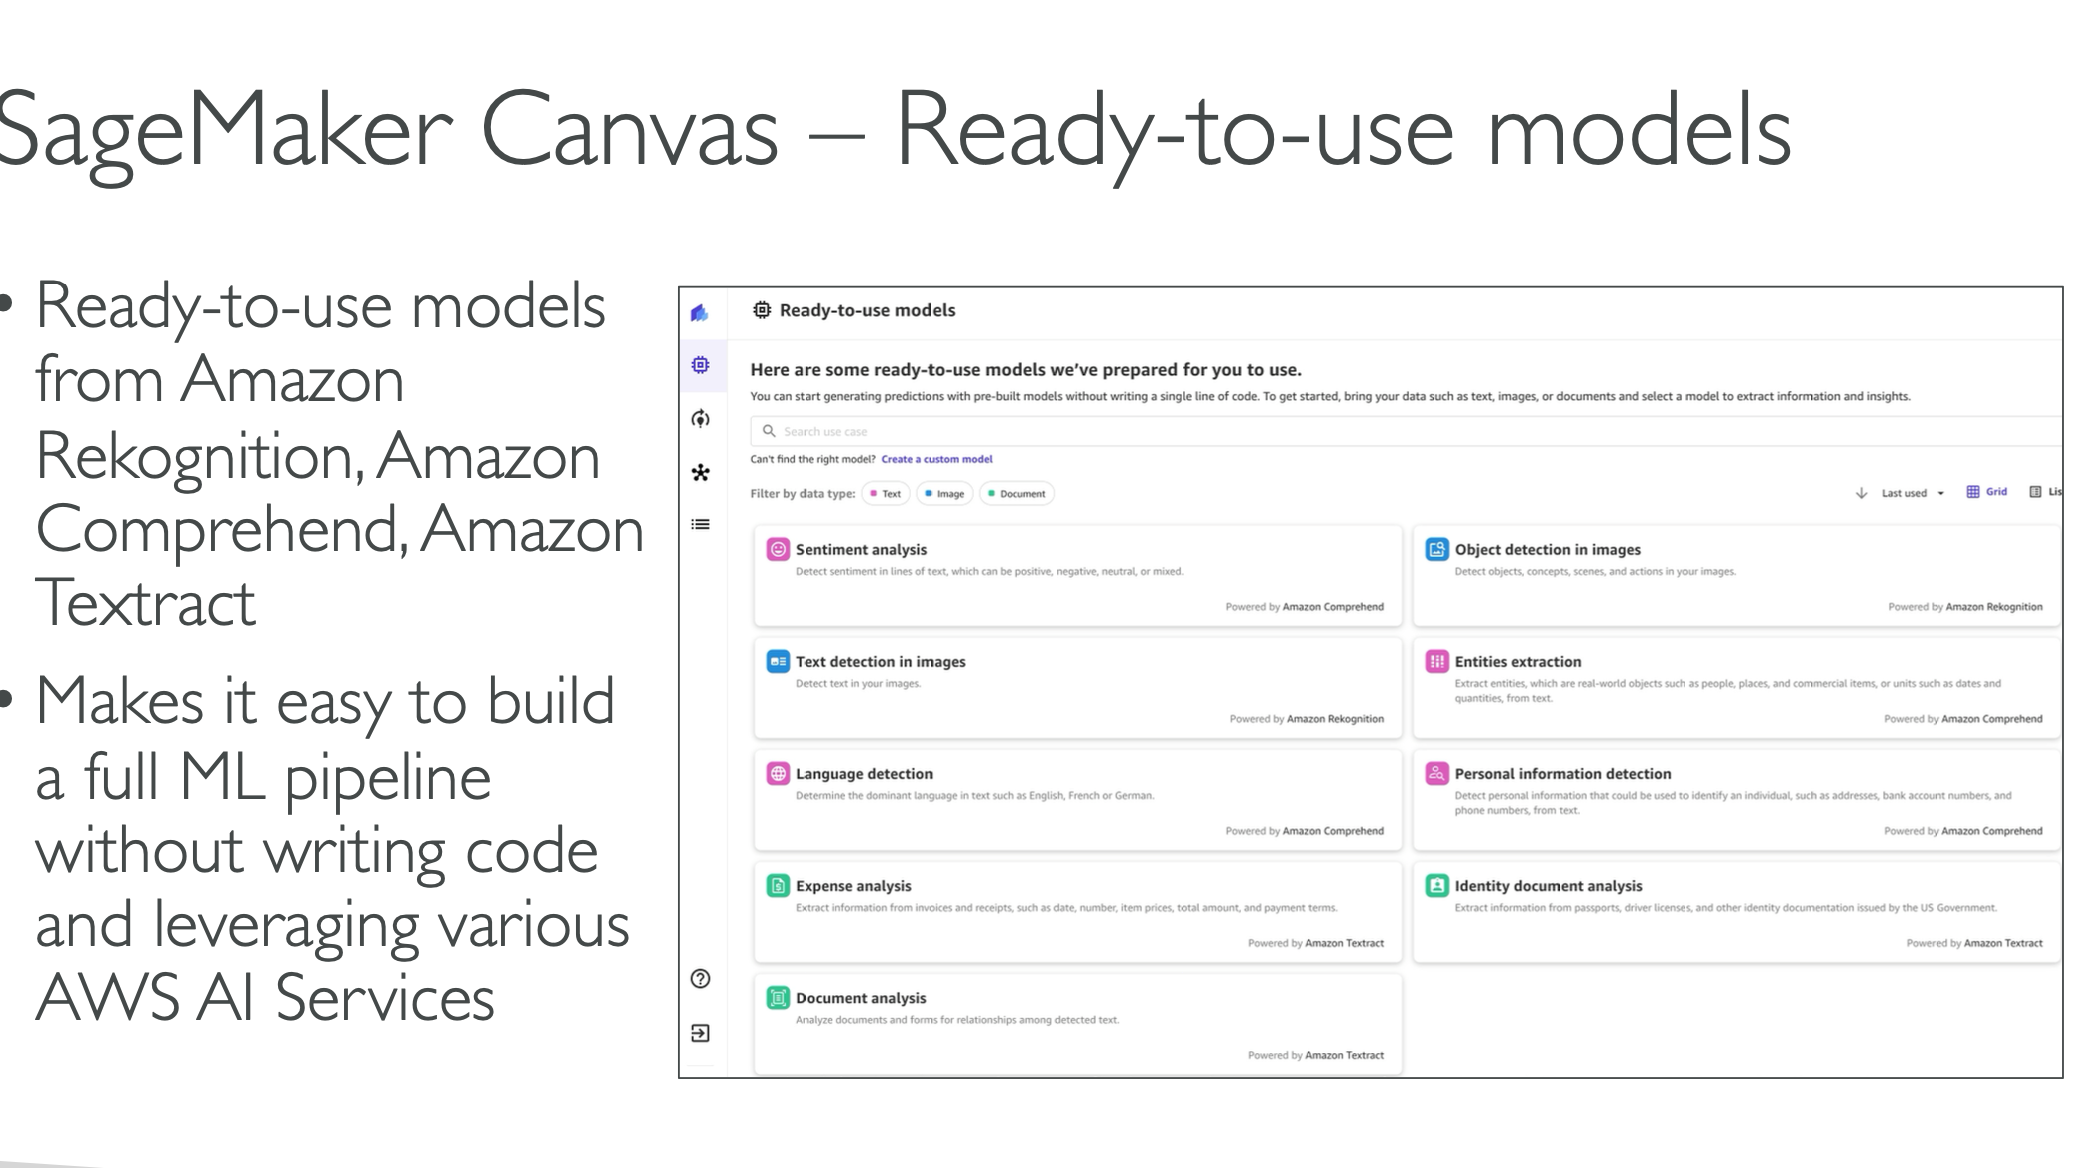 SageMaker Canvas – Ready-to-use models
• Ready-to-use models
from Amazon
Rekognition, Amazon
Comprehend, Amazon
Textract
• Makes it easy to build
a full ML pipeline
without writing code
and leveraging various
AWS AI Services
Ready-to-use models
Here are some ready-to-use models we've prepared for you to use.
You can start generating predictions with pre-built models without writing a single line of code. To get started, bring your data such as text, images, or documents and select a model to extract information and insights.
Search use case
Can't find the right model? Create a custom model
Filter by data type: Text Image Document Last used Grid Lis
Sentiment analysis
Detect sentiment in lines of text, which can be positive, negative, neutral, or mixed.
Powered by Amazon Comprehend
Object detection in images
Detect objects, concepts, scenes, and actions in your images.
Powered by Amazon Rekognition
Text detection in images
Detect text in your images.
Powered by Amazon Rekognition
Entities extraction
Extract entities, which are real-world objects such as people, places, and commercial items, or units such as dates and
quantities, from text.
Powered by Amazon Comprehend
Language detection
Determine the dominant language in text such as English, French or German.
Powered by Amazon Comprehend
Personal information detection
Detect personal information that could be used to identify an individual, such as addresses, bank account numbers, and
phone numbers, from text.
Powered by Amazon Comprehend
Expense analysis
Extract information from invoices and receipts, such as date, number, item prices, total amount, and payment terms.
Powered by Amazon Textract
Identity document analysis
Extract information from passports, driver licenses, and other identity documentation issued by the US Government.
Powered by Amazon Textract
Document analysis
Analyze documents and forms for relationships among detected text.
Powered by Amazon Textract